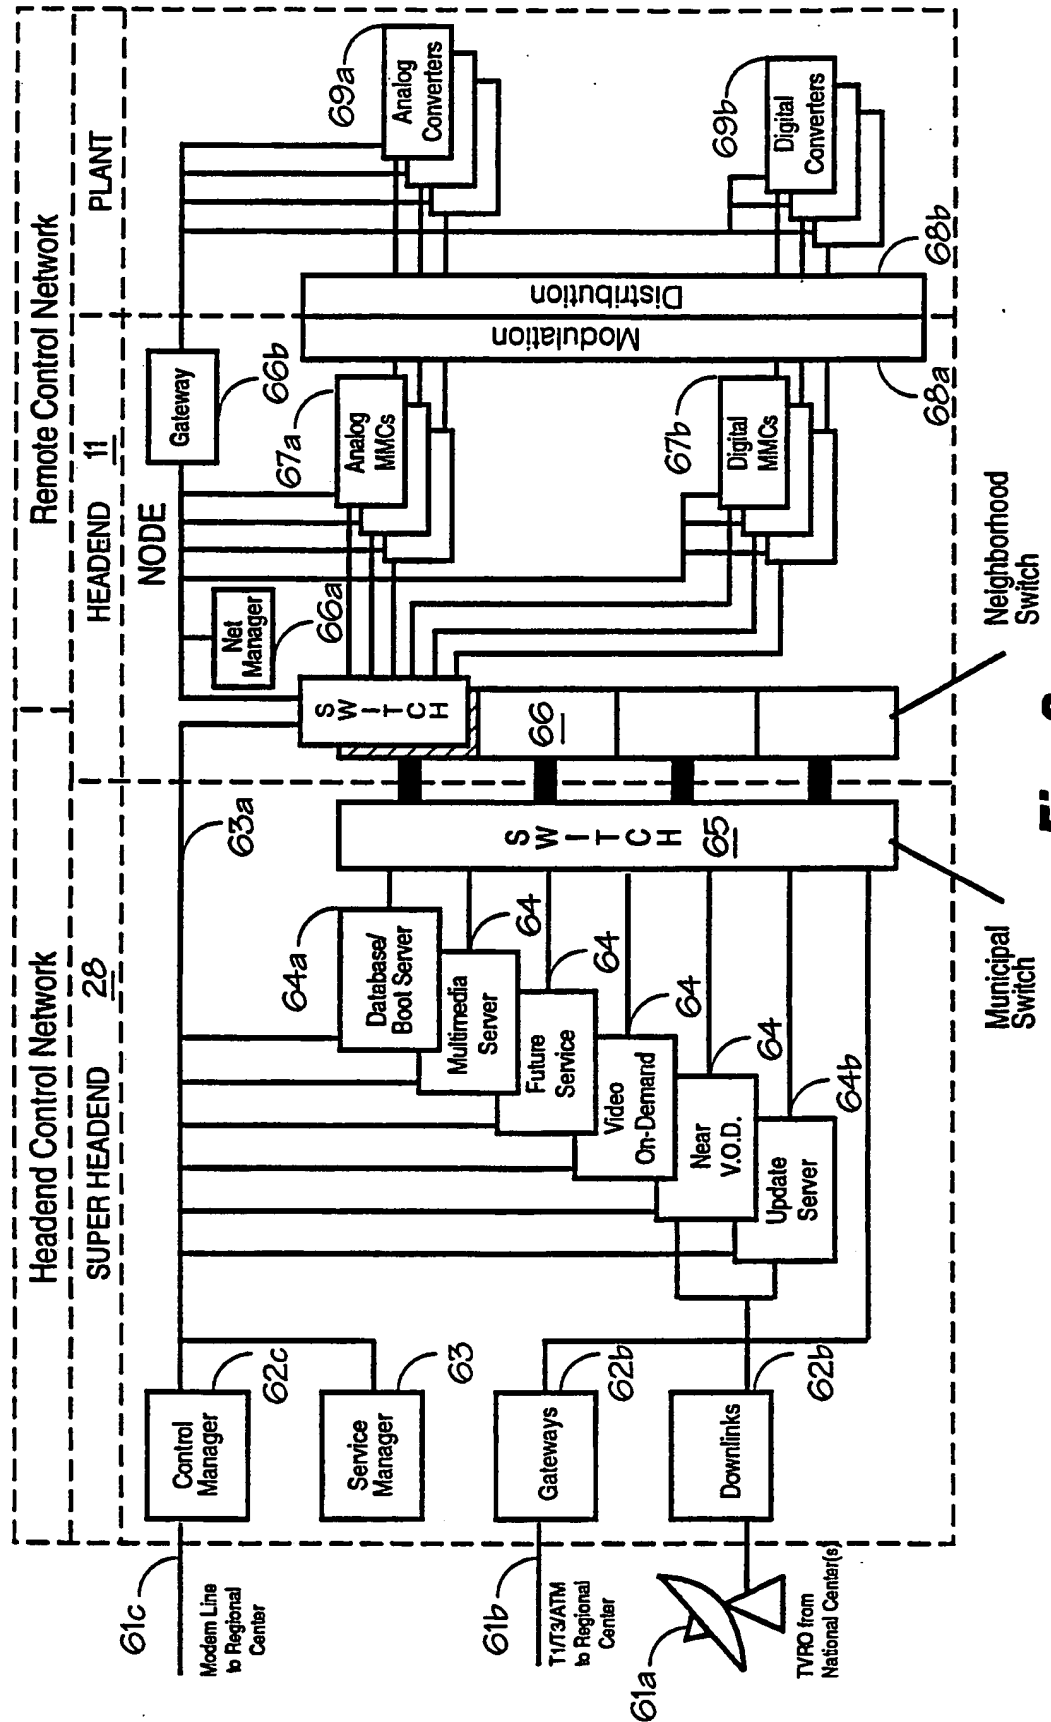 Headend Control Network
Remote Control Network
SUPER HEADEND
28
HEADEND
11
PLANT
NODE
61c
Modem Line
to Regional
Center
Control
Manager
62c
Service
Manager
63
63a
61b
T1/T3/ATM
to Regional
Center
Gateways
62b
61a
TVRO from
National Center(s)
Downlinks
62b
64a
Database/
Boot Server
Multimedia
Server
64
Future
Service
64
Video
On-Demand
64
Near
V.O.D.
64
Update
Server
64b
SWITCH
65
Municipal
Switch
SWITCH
66
Neighborhood
Switch
Net
Manager
66a
Gateway
66b
67a
Analog
MMCs
67b
Digital
MMCs
Modulation
68a
Distribution
68b
69a
Analog
Converters
69b
Digital
Converters